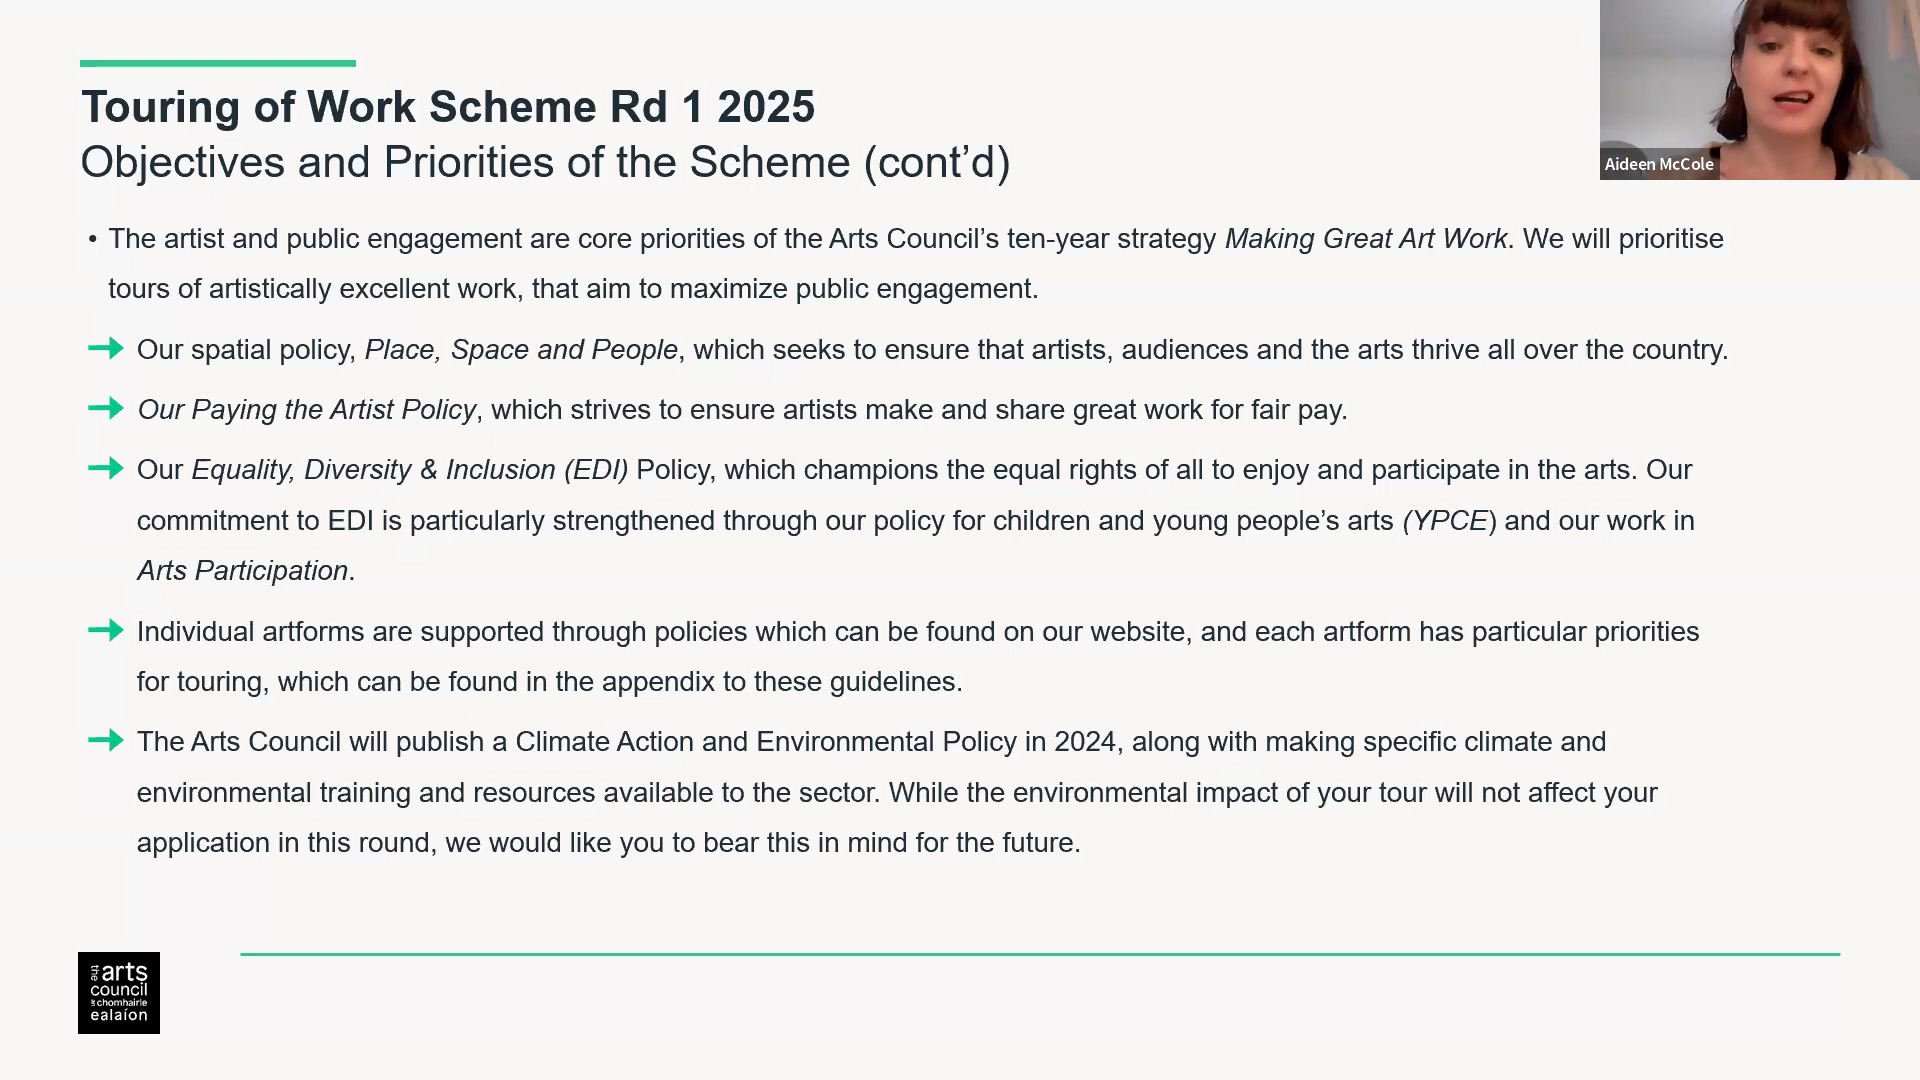 Touring of Work Scheme Rd 1 2025
Objectives and Priorities of the Scheme (cont’d)
Aideen McCole
• The artist and public engagement are core priorities of the Arts Council’s ten-year strategy Making Great Art Work. We will prioritise
tours of artistically excellent work, that aim to maximize public engagement.
Our spatial policy, Place, Space and People, which seeks to ensure that artists, audiences and the arts thrive all over the country.
Our Paying the Artist Policy, which strives to ensure artists make and share great work for fair pay.
Our Equality, Diversity & Inclusion (EDI) Policy, which champions the equal rights of all to enjoy and participate in the arts. Our
commitment to EDI is particularly strengthened through our policy for children and young people’s arts (YPCE) and our work in
Arts Participation.
Individual artforms are supported through policies which can be found on our website, and each artform has particular priorities
for touring, which can be found in the appendix to these guidelines.
The Arts Council will publish a Climate Action and Environmental Policy in 2024, along with making specific climate and
environmental training and resources available to the sector. While the environmental impact of your tour will not affect your
application in this round, we would like you to bear this in mind for the future.
the arts
council
chomhairle
ealaíon